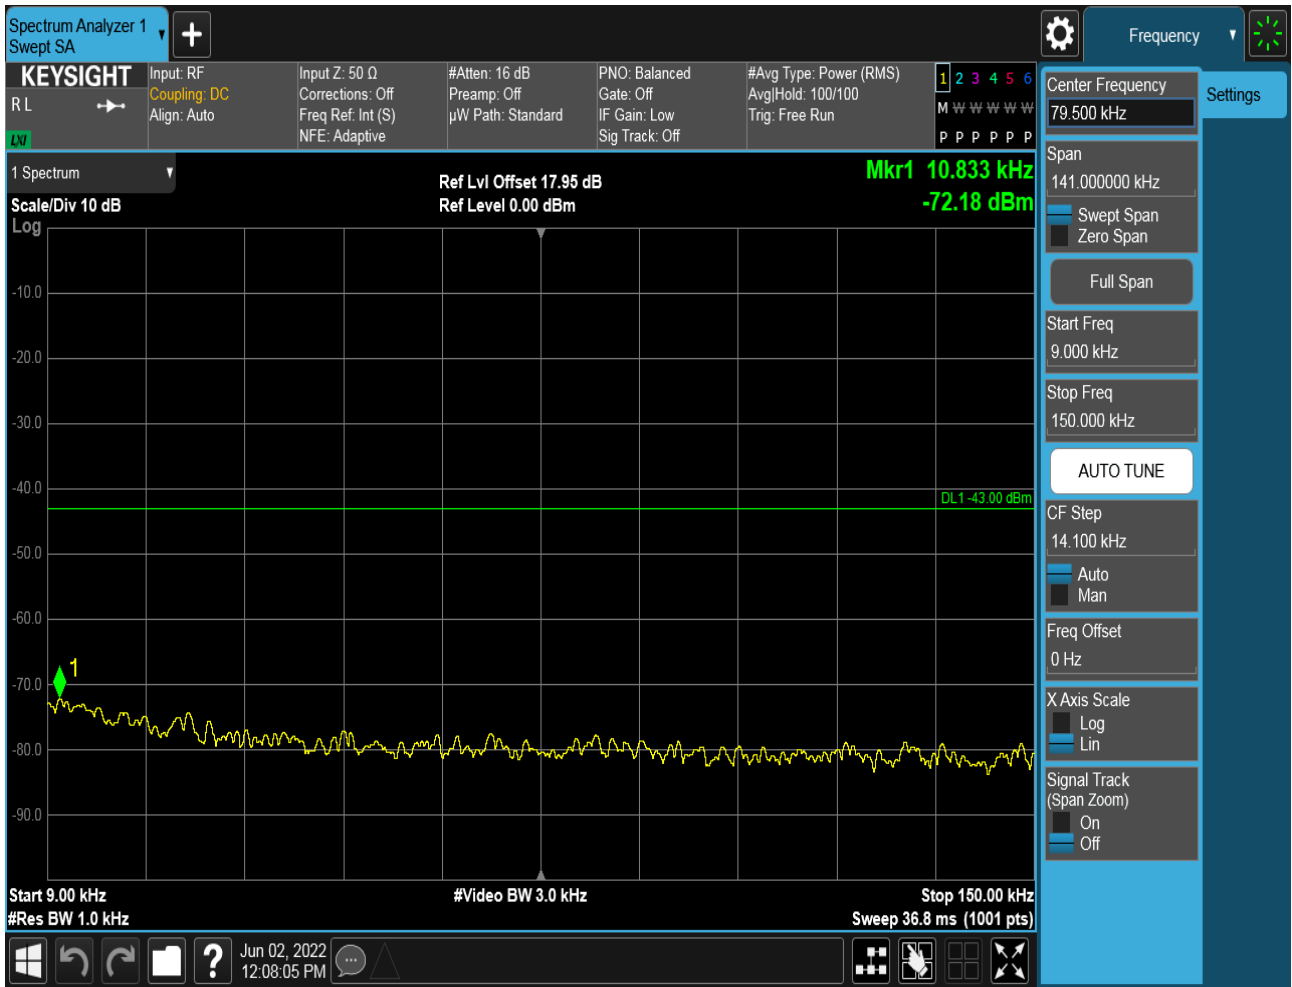 Spectrum Analyzer 1
Swept SA
Frequency
KEYSIGHT
R L
LXI
Input: RF
Coupling: DC
Align: Auto
Input Z: 50 Ω
Corrections: Off
Freq Ref: Int (S)
NFE: Adaptive
#Atten: 16 dB
Preamp: Off
µW Path: Standard
PNO: Balanced
Gate: Off
IF Gain: Low
Sig Track: Off
#Avg Type: Power (RMS)
Avg|Hold: 100/100
Trig: Free Run
1 2 3 4 5 6
M W W W W W
P P P P P P
1 Spectrum
Scale/Div 10 dB
Log
Ref Lvl Offset 17.95 dB
Ref Level 0.00 dBm
Mkr1 10.833 kHz
-72.18 dBm
-10.0
-20.0
-30.0
-40.0
DL1 -43.00 dBm
-50.0
-60.0
1
-70.0
-80.0
-90.0
Start 9.00 kHz
#Video BW 3.0 kHz
Stop 150.00 kHz
#Res BW 1.0 kHz
Sweep 36.8 ms (1001 pts)
?
Jun 02, 2022
12:08:05 PM
Center Frequency
79.500 kHz
Settings
Span
141.000000 kHz
Swept Span
Zero Span
Full Span
Start Freq
9.000 kHz
Stop Freq
150.000 kHz
AUTO TUNE
CF Step
14.100 kHz
Auto
Man
Freq Offset
0 Hz
X Axis Scale
Log
Lin
Signal Track
(Span Zoom)
On
Off